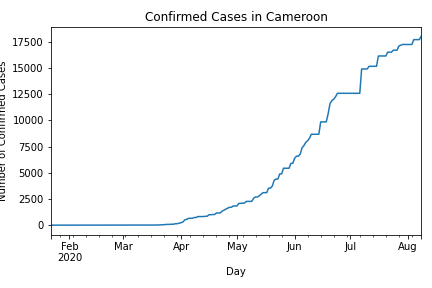 Confirmed Cases in Cameroon
Number of Confirmed Cases
17500
15000
12500
10000
7500
5000
2500
0
Feb Mar Apr May Jun Jul Aug
2020
Day